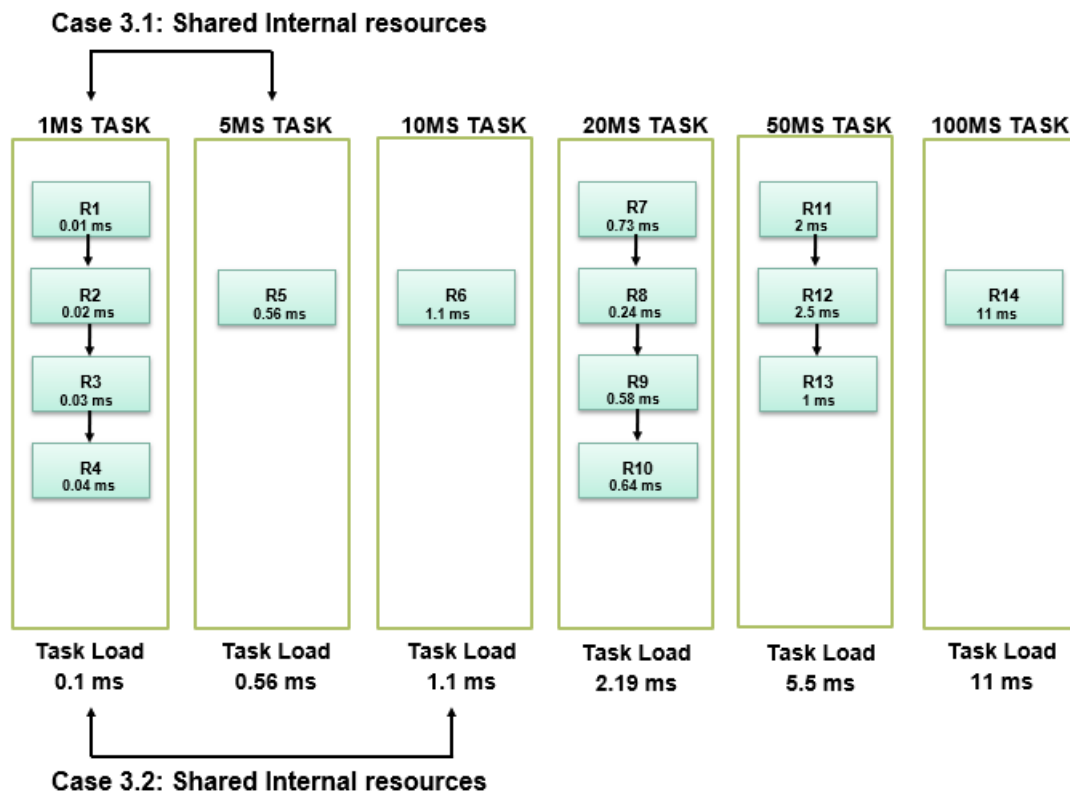 Case 3.1: Shared Internal resources
1MS TASK
5MS TASK
10MS TASK
20MS TASK
50MS TASK
100MS TASK
R1
0.01 ms
R2
0.02 ms
R3
0.03 ms
R4
0.04 ms
R5
0.56 ms
R6
1.1 ms
R7
0.73 ms
R8
0.24 ms
R9
0.58 ms
R10
0.64 ms
R11
2 ms
R12
2.5 ms
R13
1 ms
R14
11 ms
Task Load
0.1 ms
Task Load
0.56 ms
Task Load
1.1 ms
Task Load
2.19 ms
Task Load
5.5 ms
Task Load
11 ms
Case 3.2: Shared Internal resources